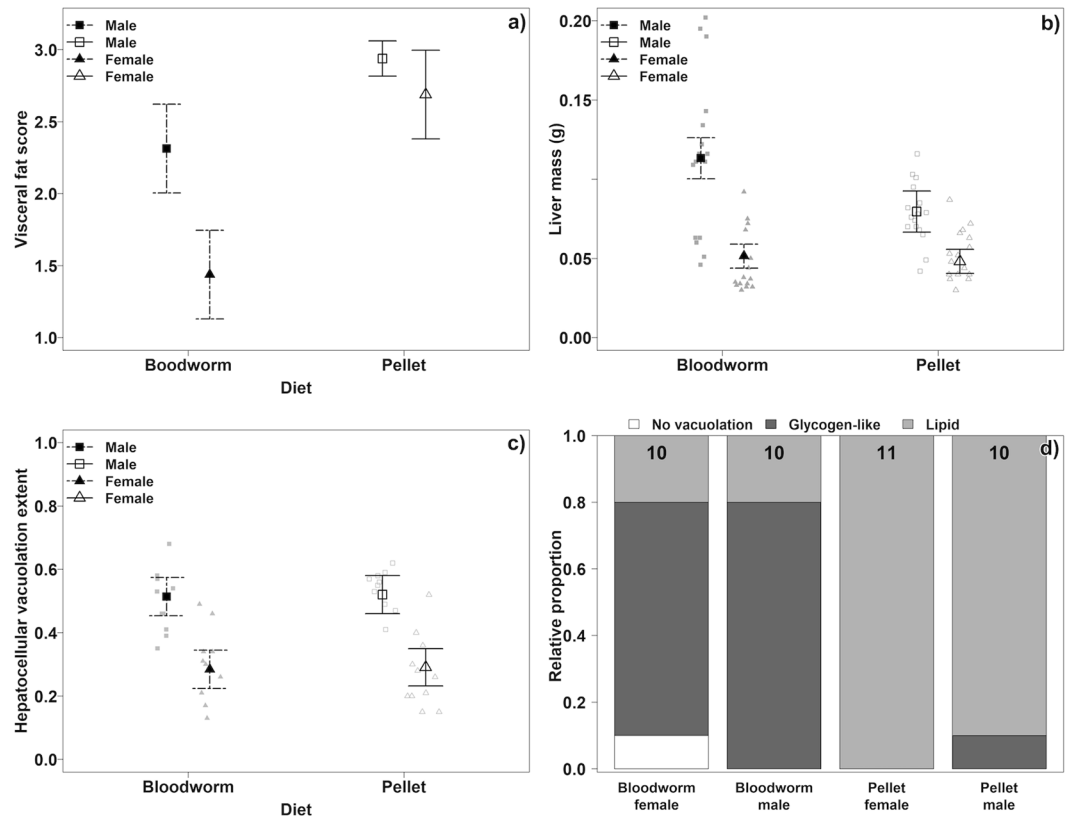 a)
Male
Male
Female
Female
3.0
2.5
2.0
1.5
1.0
Visceral fat score
Boodworm
Pellet
Diet
b)
Male
Male
Female
Female
0.20
0.15
0.05
0.00
Liver mass (g)
Bloodworm
Pellet
c)
Male
Male
Female
Female
1.0
0.8
0.6
0.4
0.2
0.0
Hepatocellular vacuolation extent
Bloodworm
Pellet
Diet
No vacuolation
Glycogen-like
Lipid
d)
1.0
0.8
0.6
0.4
0.2
0.0
Relative proportion
10
10
11
10
Bloodworm
female
Bloodworm
male
Pellet
female
Pellet
male